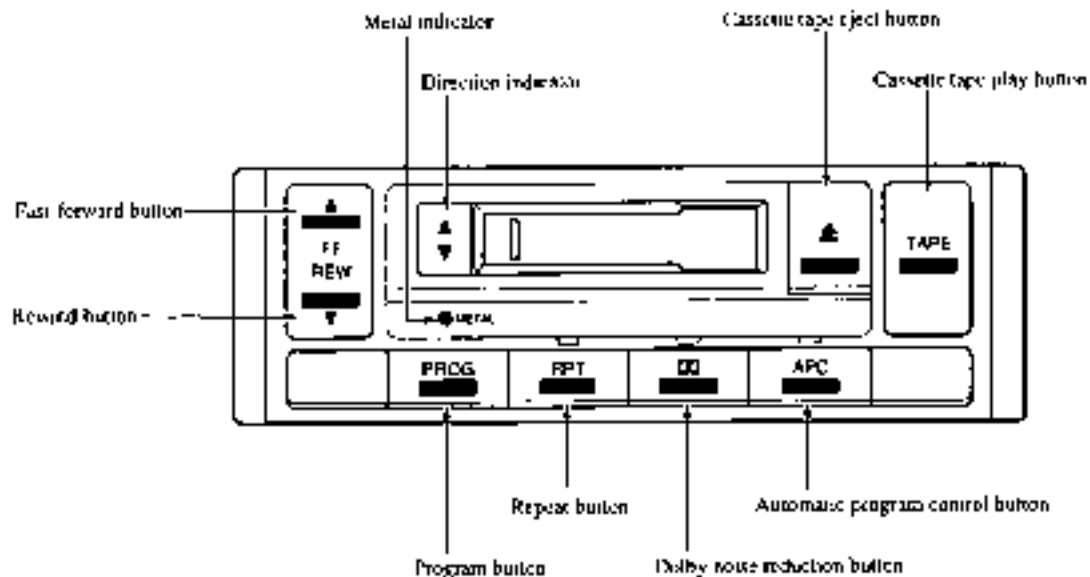 Metal indicator
Cassette tape eject button
Direction indicator
Cassette tape play button
Fast forward button
FF
REW
TAPE
Rewind button
METAL
PROG
RPT
APC
Repeat button
Automatic program control button
Program button
Dolby noise reduction button